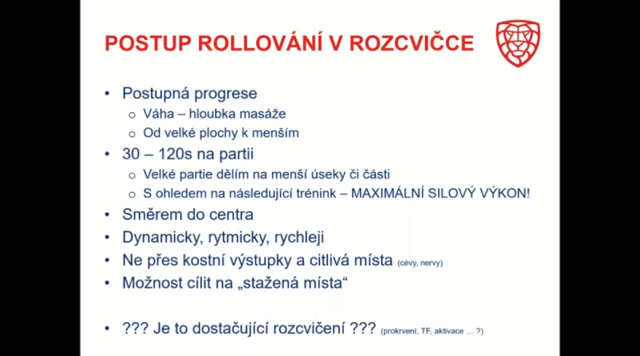 POSTUP ROLLOVÁNÍ V ROZCVIČCE
• Postupná progrese
o Váha – hloubka masáže
o Od velké plochy k menším
• 30 – 120s na partii
o Velké partie dělím na menší úseky či části
o S ohledem na následující trénink – MAXIMÁLNÍ SILOVÝ VÝKON!
• Směrem do centra
• Dynamicky, rytmicky, rychleji
• Ne přes kostní výstupky a citlivá místa (cévy, nervy)
• Možnost cílit na „stažená místa“
• ??? Je to dostačující rozcvičení ??? (prokrvení, TF, aktivace … ?)